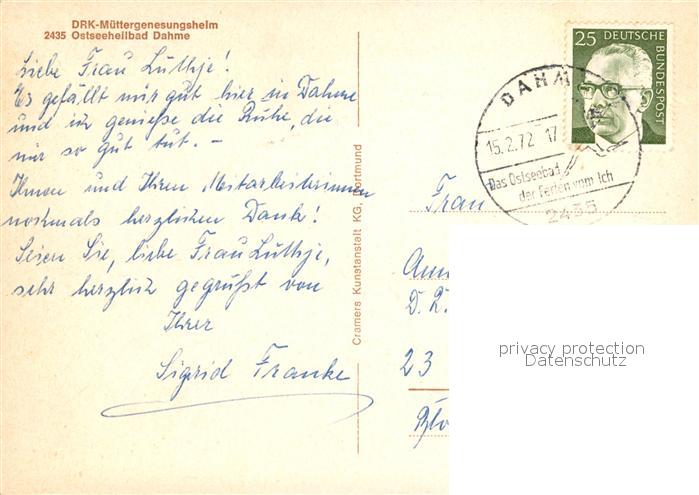 DRK-Müttergenesungsheim
2435 Ostseeheilbad Dahme
Liebe Frau Lüthje!
Es gefällt mir gut hier in Dahme
und ich genieße die Ruhe, die
mir so gut tut. –
Ihnen und Ihren Mitarbeiterinnen
nochmals herzlichen Dank!
Seien Sie, liebe Frau Lüthje,
sehr herzlich gegrüßt von
Ihrer
Sigrid Franke
Cramers Kunstanstalt KG, Dortmund
25 DEUTSCHE
BUNDESPOST
DAHM
15.2.72 17
Das Ostseebad
der Ferien vom Ich
2435
Frau
D. R.
23
privacy protection
Datenschutz